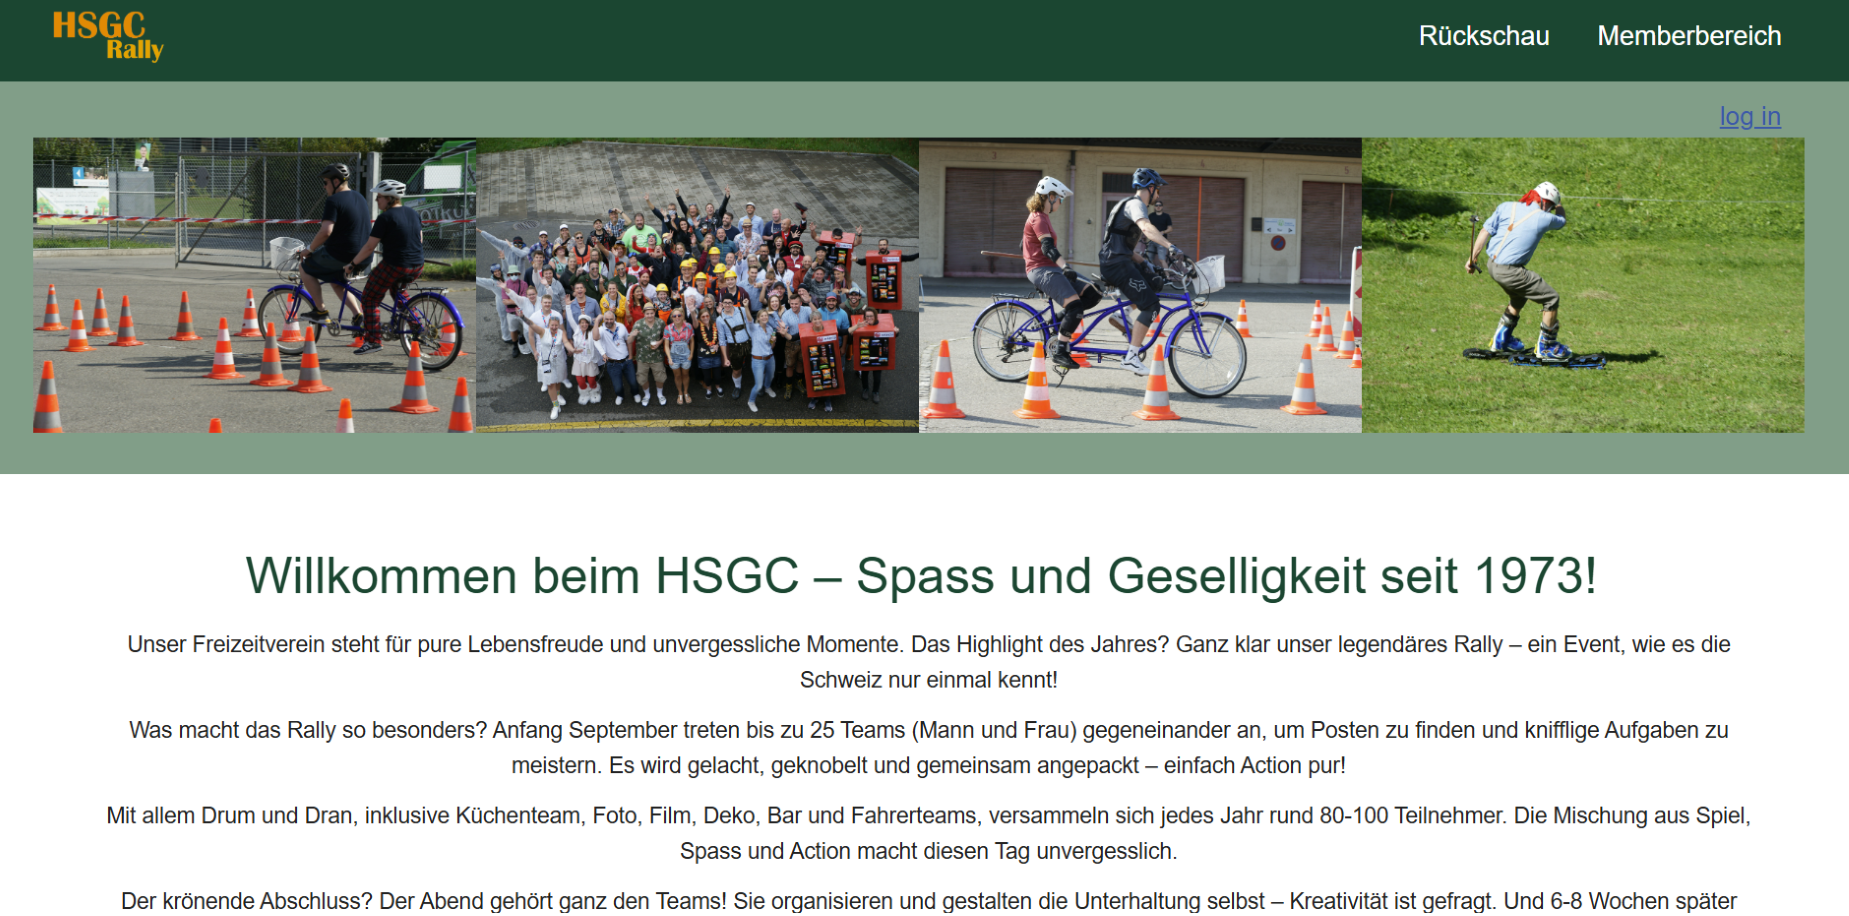 HSGC
Rally
Rückschau Memberbereich
log in
Willkommen beim HSGC – Spass und Geselligkeit seit 1973!
Unser Freizeitverein steht für pure Lebensfreude und unvergessliche Momente. Das Highlight des Jahres? Ganz klar unser legendäres Rally – ein Event, wie es die
Schweiz nur einmal kennt!
Was macht das Rally so besonders? Anfang September treten bis zu 25 Teams (Mann und Frau) gegeneinander an, um Posten zu finden und knifflige Aufgaben zu
meistern. Es wird gelacht, geknobelt und gemeinsam angepackt – einfach Action pur!
Mit allem Drum und Dran, inklusive Küchenteam, Foto, Film, Deko, Bar und Fahrerteams, versammeln sich jedes Jahr rund 80-100 Teilnehmer. Die Mischung aus Spiel,
Spass und Action macht diesen Tag unvergesslich.
Der krönende Abschluss? Der Abend gehört ganz den Teams! Sie organisieren und gestalten die Unterhaltung selbst – Kreativität ist gefragt. Und 6-8 Wochen später